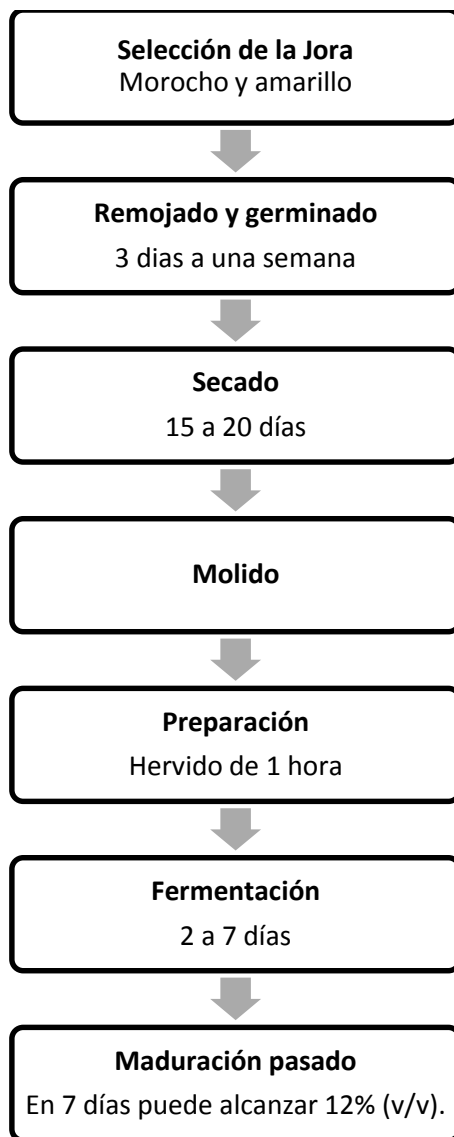 Selección de la Jora
Morocho y amarillo
Remojado y germinado
3 dias a una semana
Secado
15 a 20 días
Molido
Preparación
Hervido de 1 hora
Fermentación
2 a 7 días
Maduración pasado
En 7 días puede alcanzar 12% (v/v).